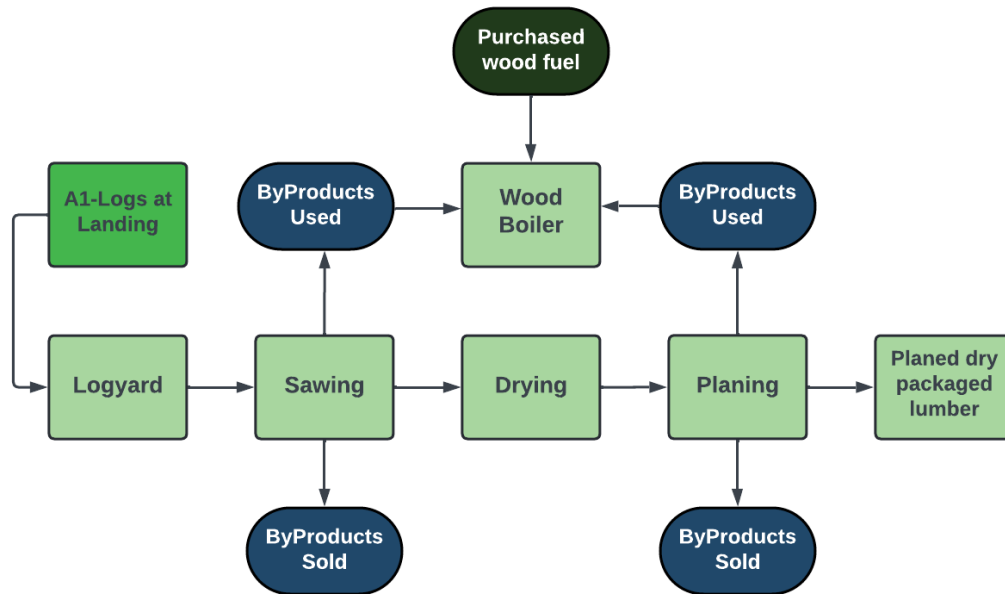 Purchased
wood fuel
A1-Logs at
Landing
ByProducts
Used
Wood
Boiler
ByProducts
Used
Logyard
Sawing
Drying
Planing
Planed dry
packaged
lumber
ByProducts
Sold
ByProducts
Sold